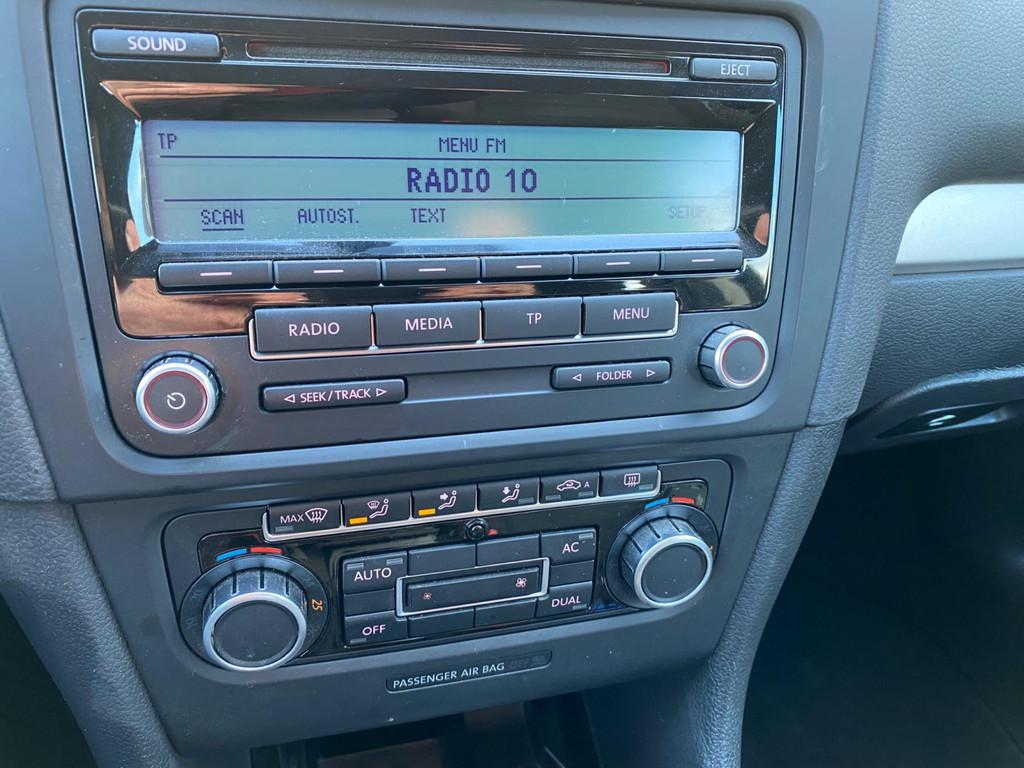 SOUND
EJECT
TP MENU FM
RADIO 10
SCAN AUTOST. TEXT SETUP
RADIO MEDIA TP MENU
SEEK/TRACK FOLDER
MAX A
AUTO AC
25
OFF DUAL
PASSENGER AIR BAG